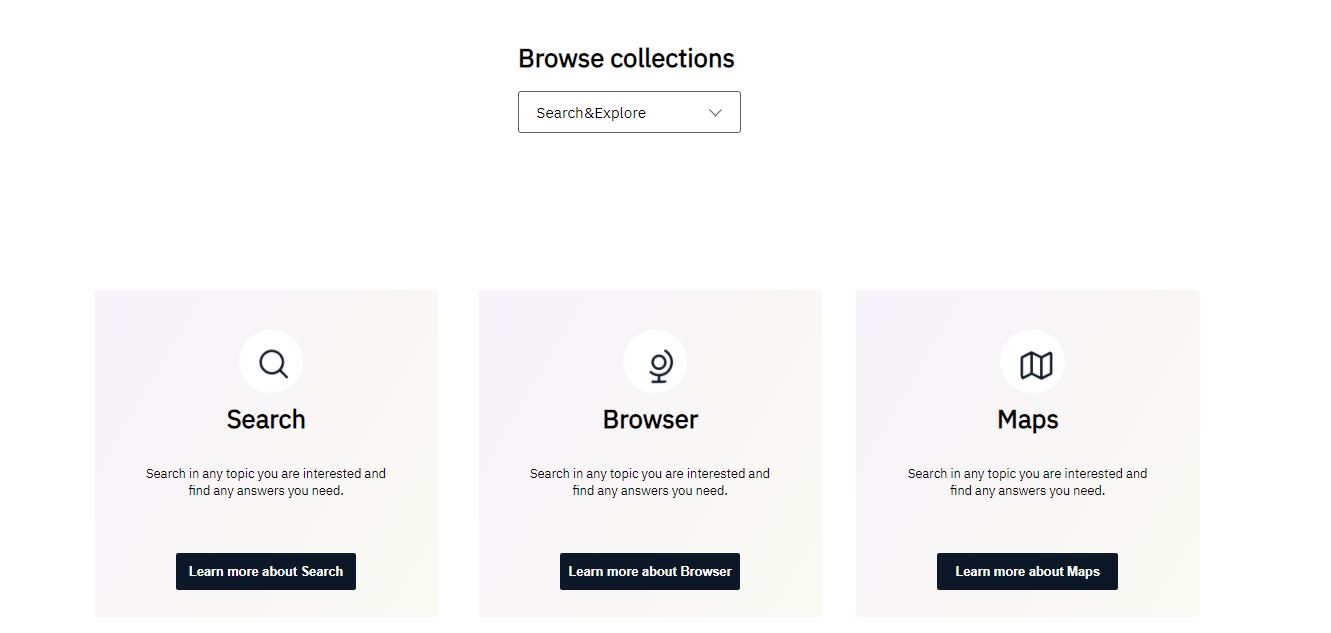 Browse collections
Search&Explore
Search
Search in any topic you are interested and
find any answers you need.
Learn more about Search
Browser
Search in any topic you are interested and
find any answers you need.
Learn more about Browser
Maps
Search in any topic you are interested and
find any answers you need.
Learn more about Maps